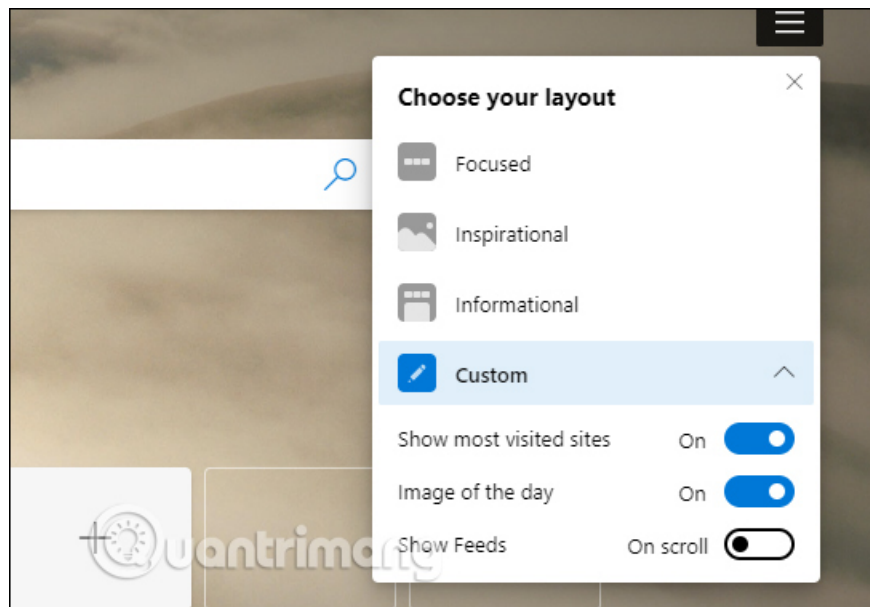 Choose your layout
Focused
Inspirational
Informational
Custom
Show most visited sites On
Image of the day On
Show Feeds On scroll
Quantrimang